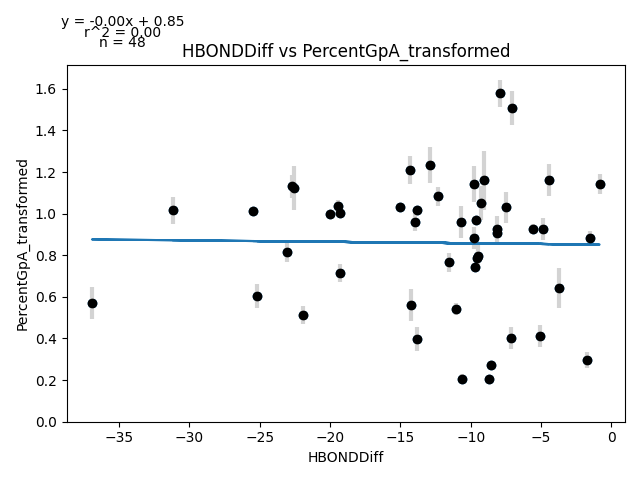 y = -0.00x + 0.85
r^2 = 0.00
n = 48
HBONDDiff vs PercentGpA_transformed
PercentGpA_transformed
1.6
1.4
1.2
1.0
0.8
0.6
0.4
0.2
0.0
−35 −30 −25 −20 −15 −10 −5 0
HBONDDiff